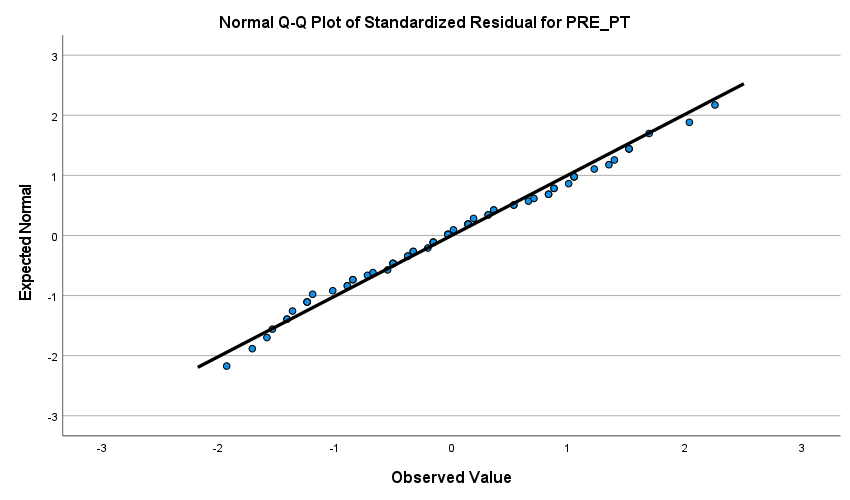 Normal Q-Q Plot of Standardized Residual for PRE_PT
Expected Normal
3
2
1
0
-1
-2
-3
-3 -2 -1 0 1 2 3
Observed Value